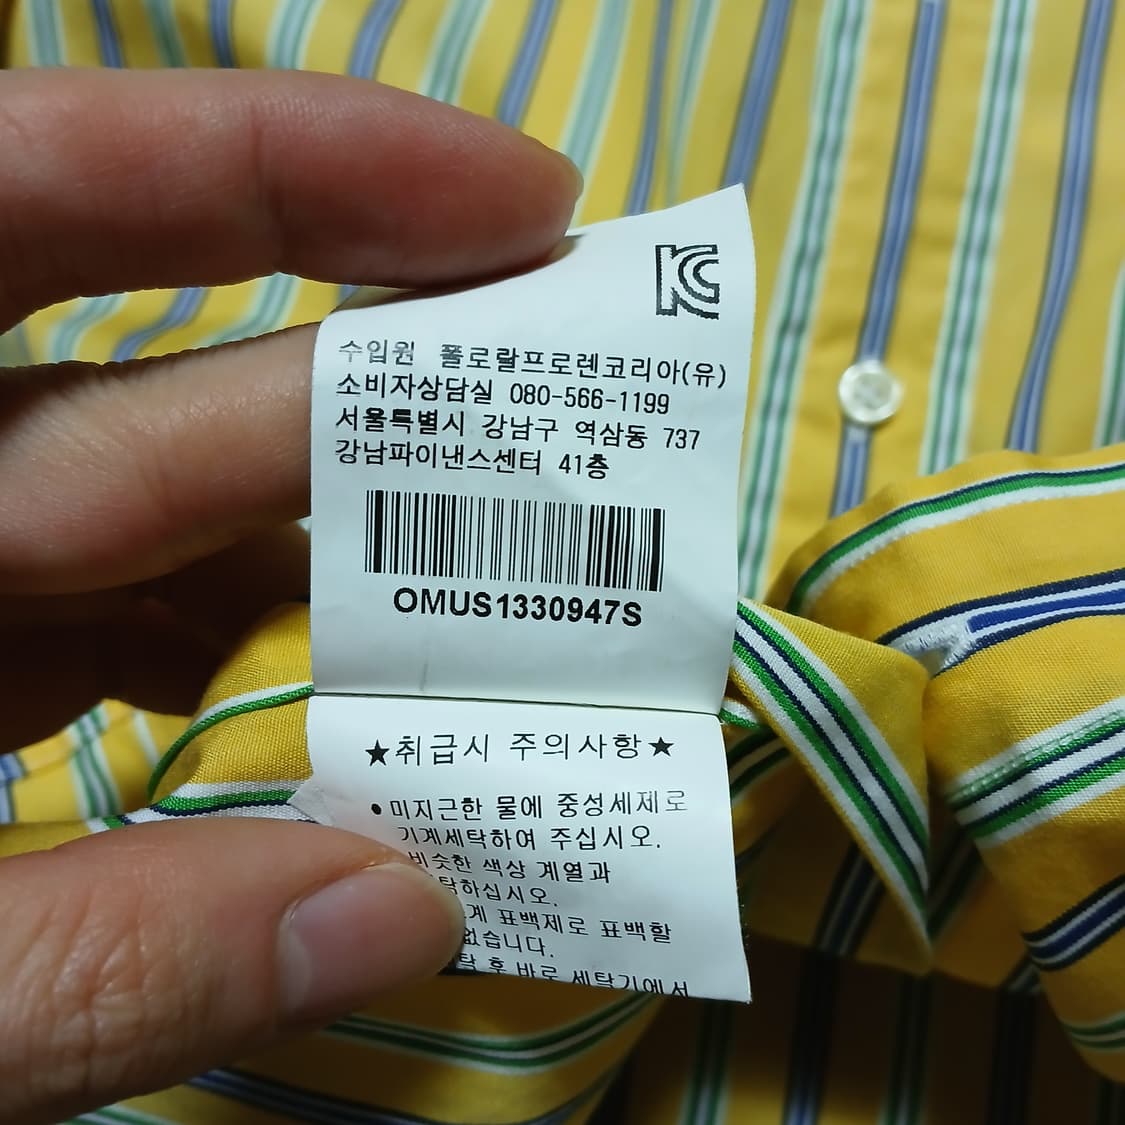 KC
수입원 폴로랄프로렌코리아(유)
소비자상담실 080-566-1199
서울특별시 강남구 역삼동 737
강남파이낸스센터 41층
OMUS1330947S
★취급시 주의사항★
• 미지근한 물에 중성세제로
기계세탁하여 주십시오.
비슷한 색상 계열과
탁하십시오.
계 표백제로 표백할
없습니다.
탁 후 바로 세탁기에서